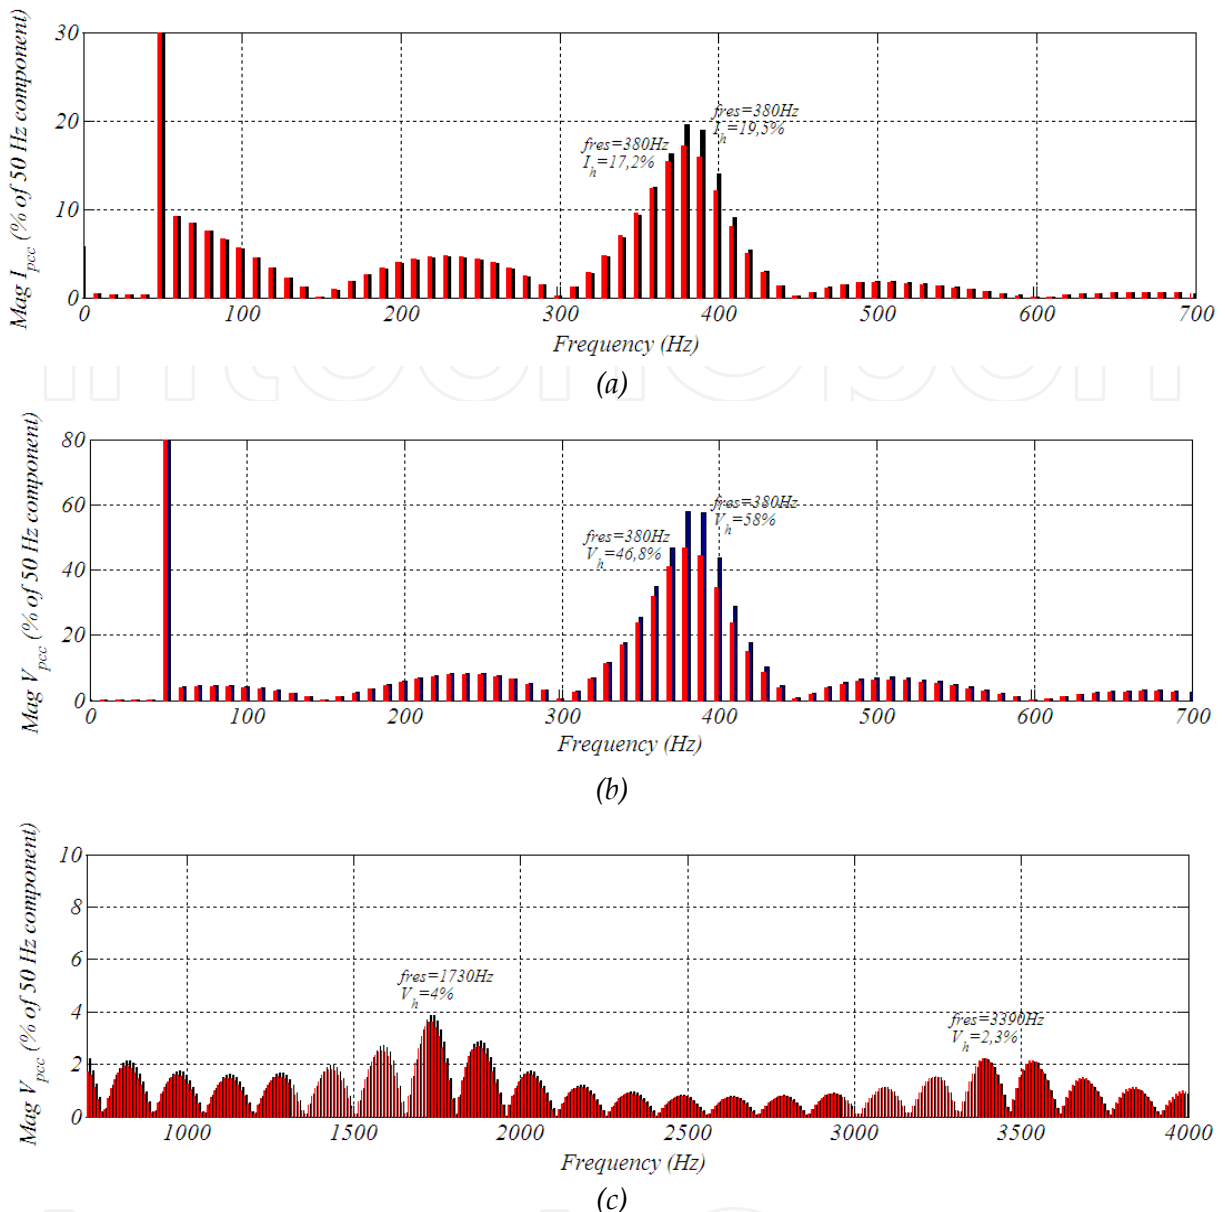 Mag I_pcc (% of 50 Hz component)
30
20
10
0
fres=380Hz
I_h=17,2%
fres=380Hz
I_h=19,5%
0 100 200 300 400 500 600 700
Frequency (Hz)
(a)
Mag V_pcc (% of 50 Hz component)
80
60
40
20
0
fres=380Hz
V_h=46,8%
fres=380Hz
V_h=58%
0 100 200 300 400 500 600 700
Frequency (Hz)
(b)
Mag V_pcc (% of 50 Hz component)
10
8
6
4
2
0
fres=1730Hz
V_h=4%
fres=3390Hz
V_h=2,3%
1000 1500 2000 2500 3000 3500 4000
Frequency (Hz)
(c)